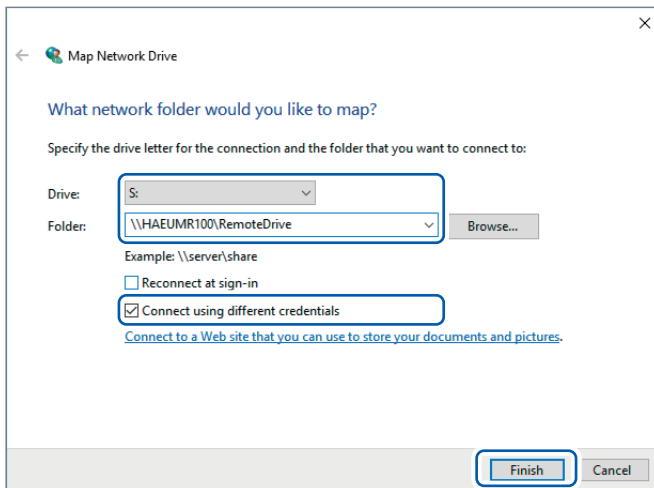 Map Network Drive
What network folder would you like to map?
Specify the drive letter for the connection and the folder that you want to connect to:
Drive: S:
Folder: \\HAEUMR100\RemoteDrive Browse...
Example: \\server\share
Reconnect at sign-in
Connect using different credentials
Connect to a Web site that you can use to store your documents and pictures.
Finish Cancel